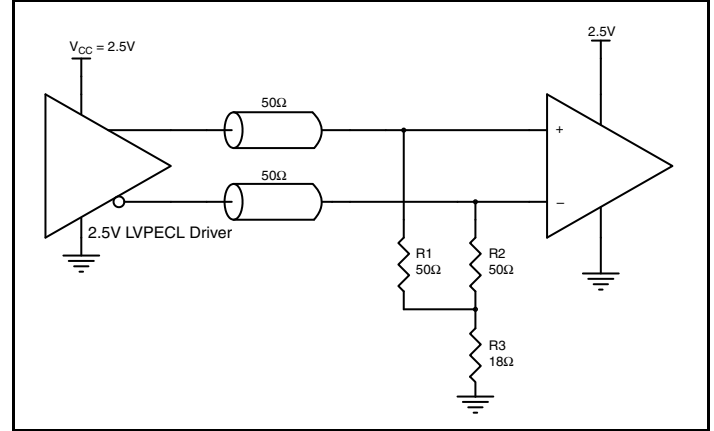 V_CC = 2.5V
2.5V
50Ω
+
50Ω
–
2.5V LVPECL Driver
R1
50Ω
R2
50Ω
R3
18Ω